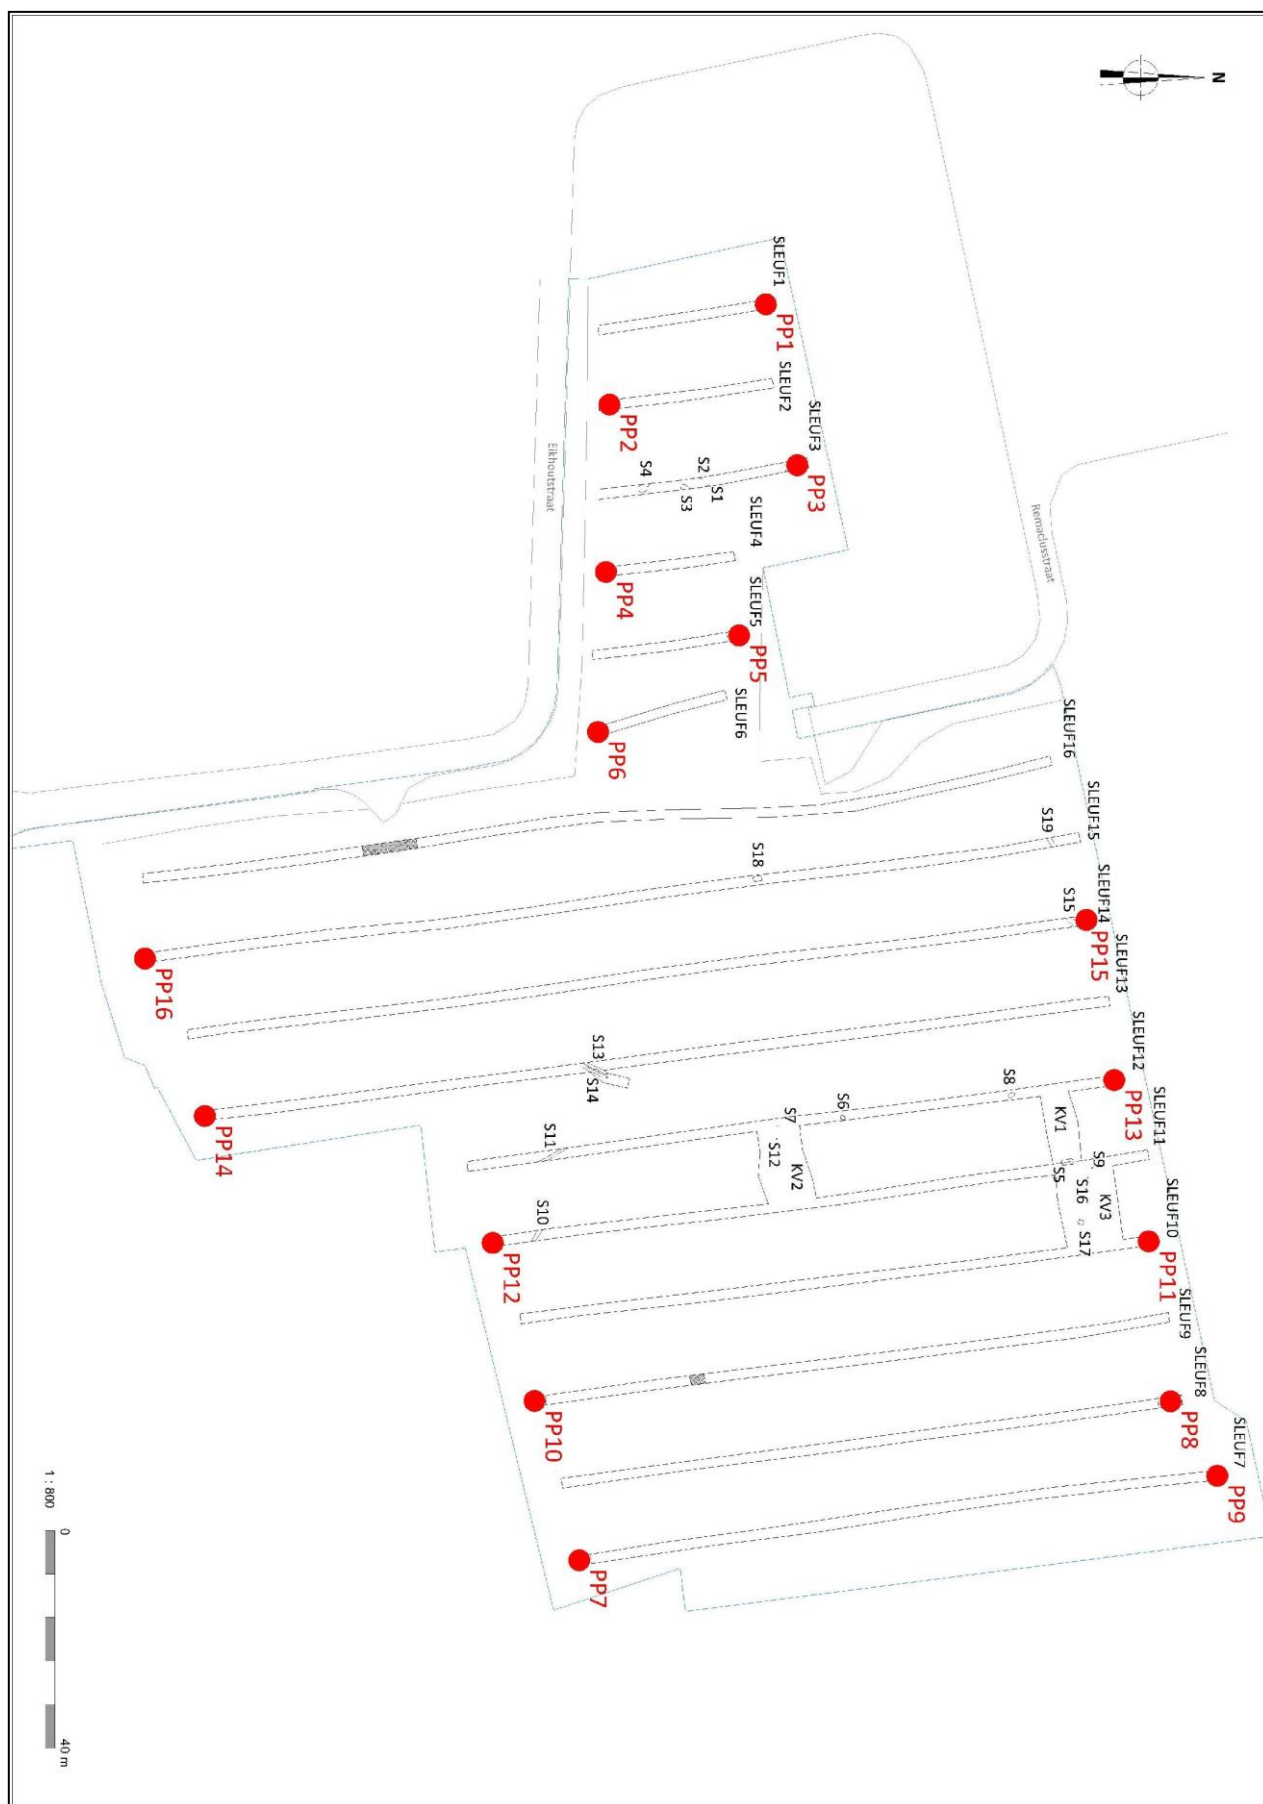 N
SLEUF1
PP1
SLEUF2
PP2
SLEUF3
PP3
S2
S1
S4
S3
Eikhoutstraat
Remaclusstraat
SLEUF4
PP4
SLEUF5
PP5
SLEUF6
PP6
SLEUF16
SLEUF15
S19
S18
SLEUF14
S15
PP15
PP16
SLEUF13
SLEUF12
PP13
S13
S14
PP14
S8
S6
S7
KV1
SLEUF11
S9
S5
S16
KV3
S17
S12
KV2
S11
S10
PP12
SLEUF10
PP11
SLEUF9
SLEUF8
PP8
PP10
SLEUF7
PP9
PP7
1 : 800
0
40 m